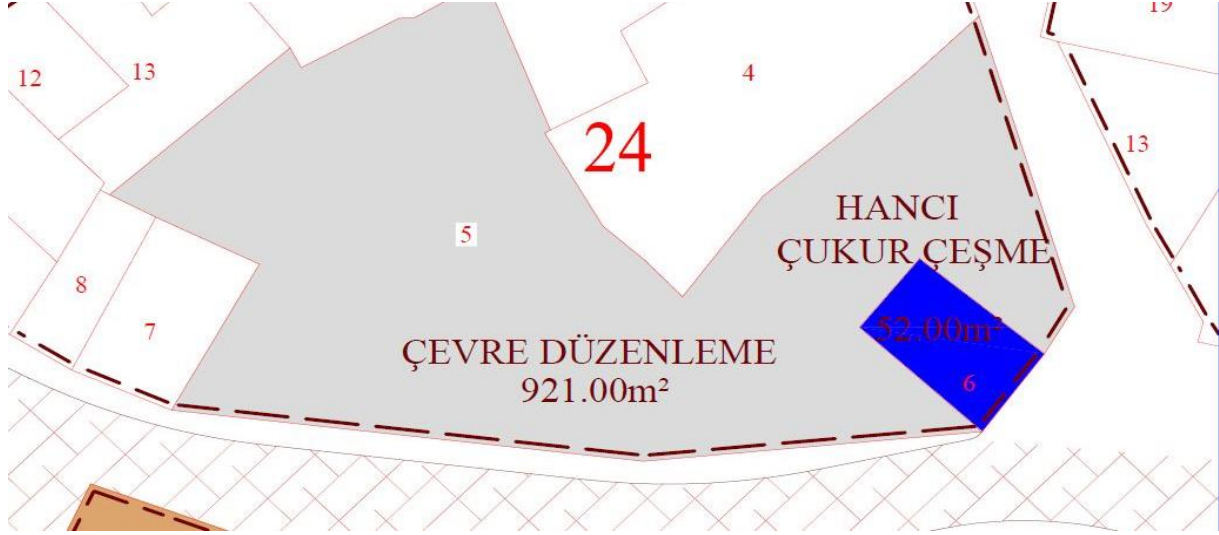 19
12
13
4
24
13
HANCI
ÇUKUR ÇEŞME
5
8
7
52.00m²
ÇEVRE DÜZENLEME
921.00m²
6